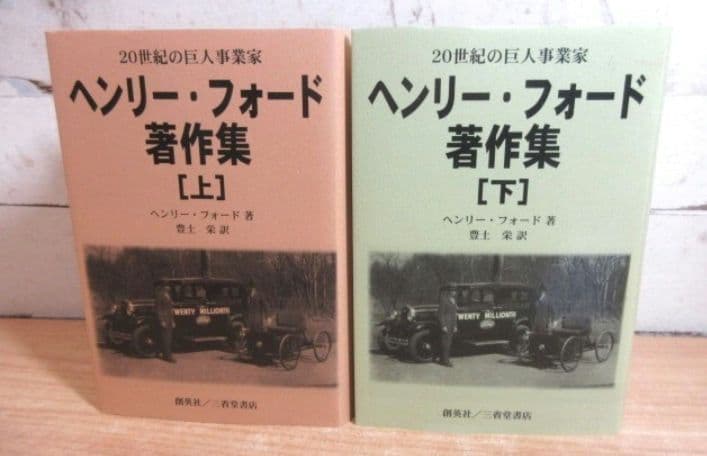 20世紀の巨人事業家
ヘンリー・フォード
著作集
[上]
ヘンリー・フォード 著
豊土 栄 訳
TWENTY MILLIONTH
創英社／三省堂書店
20世紀の巨人事業家
ヘンリー・フォード
著作集
[下]
ヘンリー・フォード 著
豊土 栄 訳
TWENTY MILLIONTH
創英社／三省堂書店